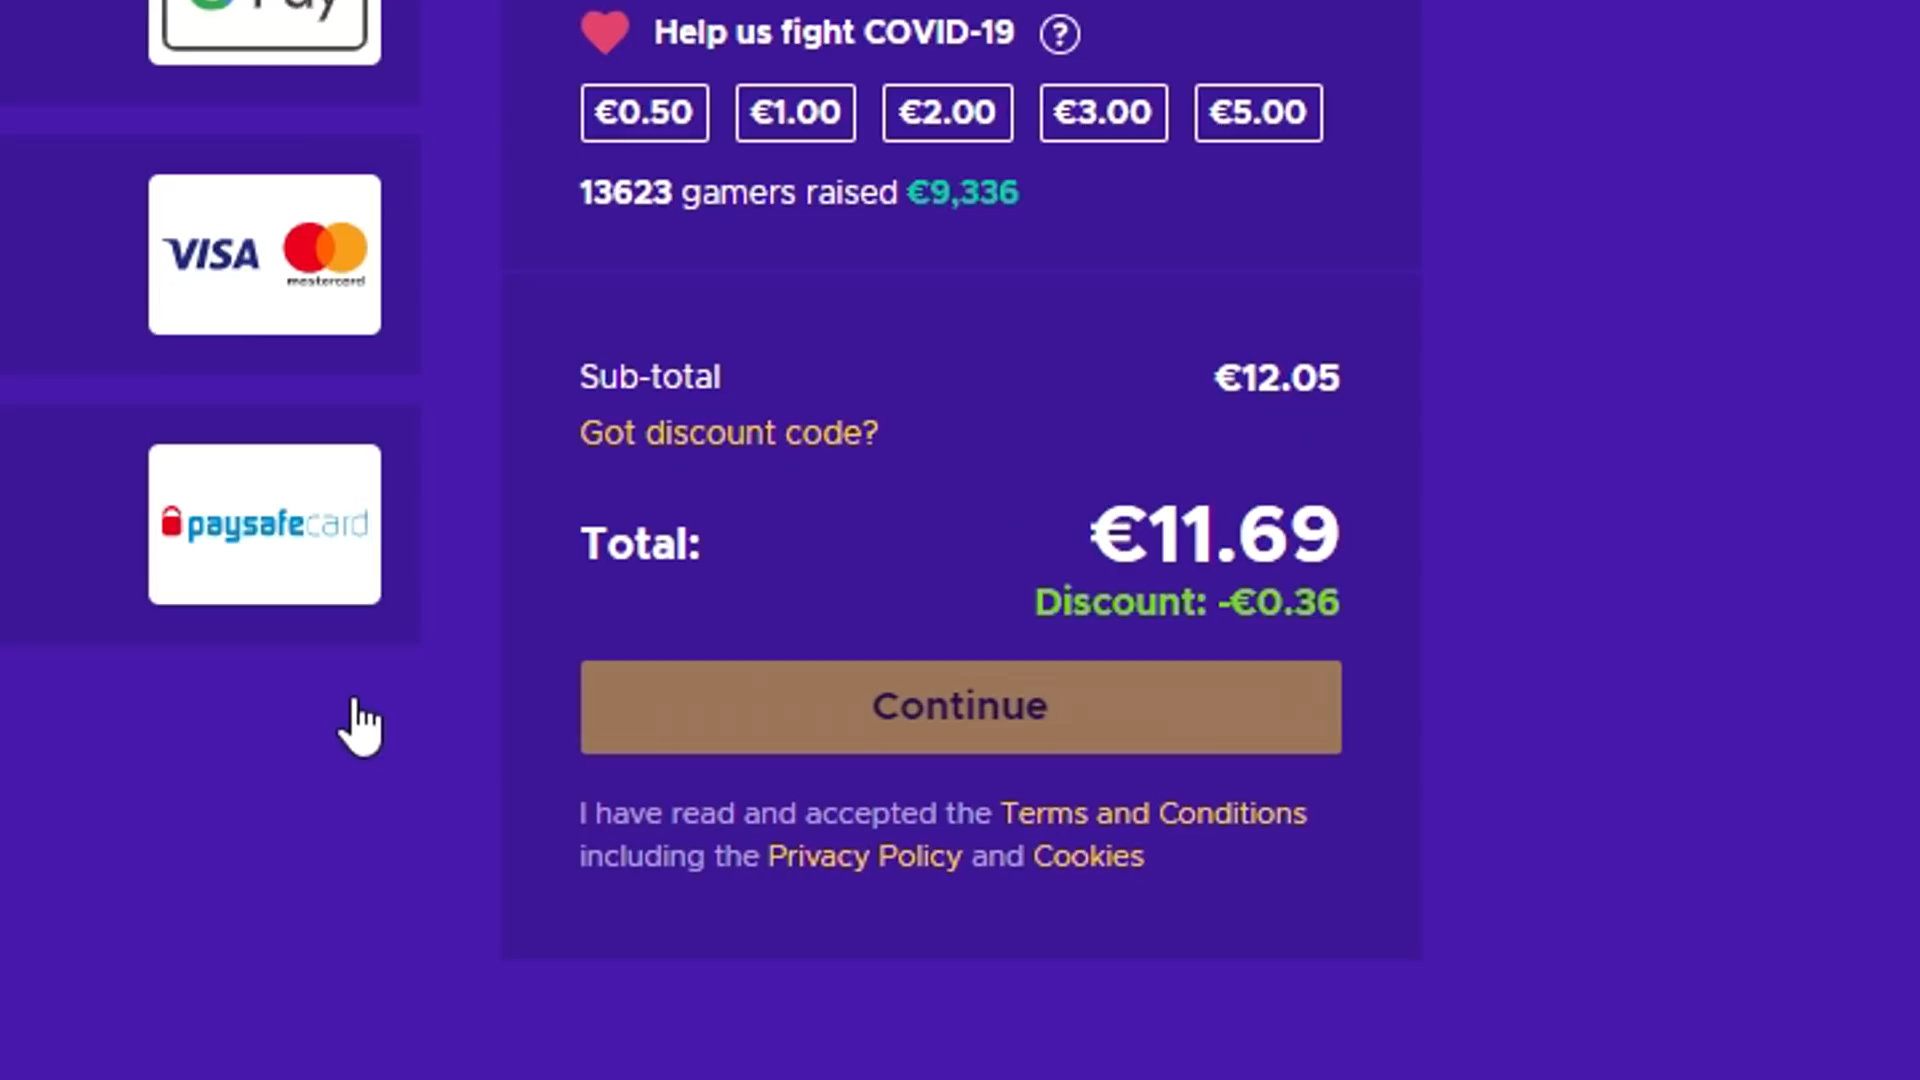 Pay
Help us fight COVID-19 ?
€0.50 €1.00 €2.00 €3.00 €5.00
13623 gamers raised €9,336
VISA mastercard
Sub-total €12.05
Got discount code?
paysafecard
Total: €11.69
Discount: -€0.36
Continue
I have read and accepted the Terms and Conditions
including the Privacy Policy and Cookies